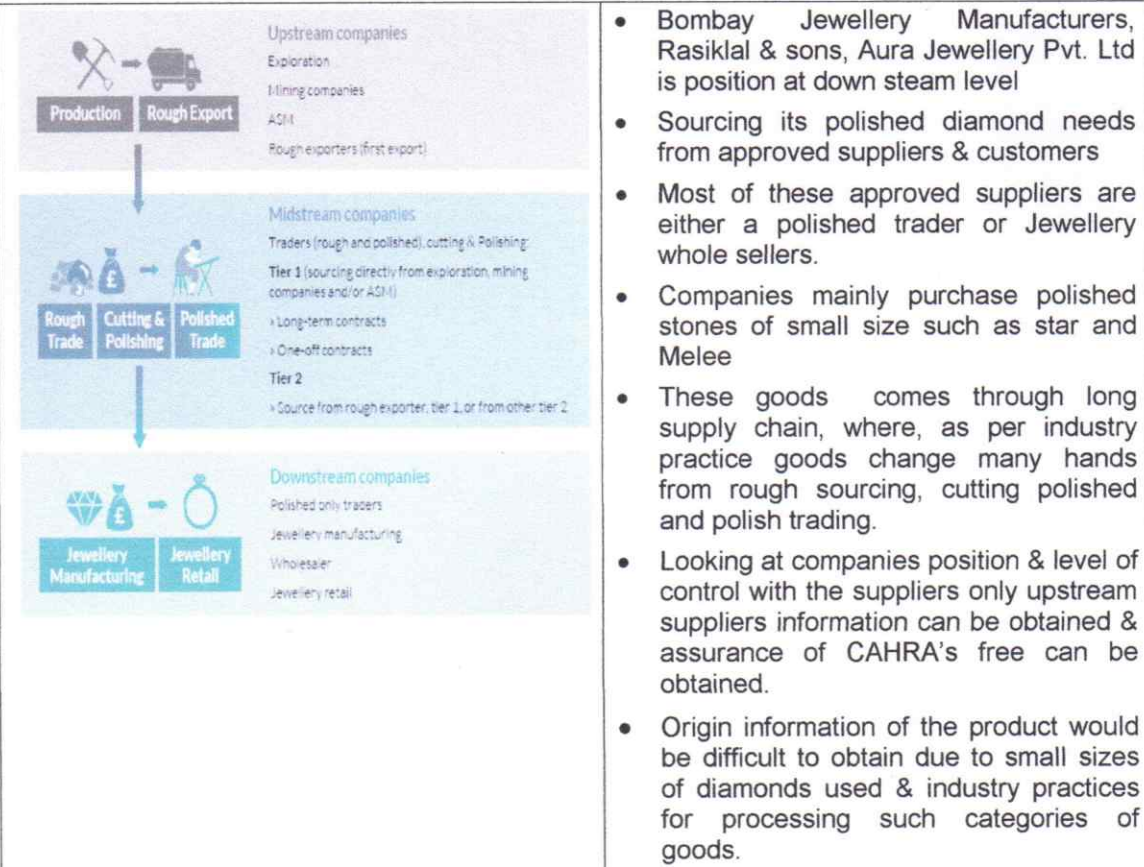 Production
Rough Export
Upstream companies
Exploration
Mining companies
ASM
Rough exporters (first export)
Rough
Trade
Cutting &
Polishing
Polished
Trade
Midstream companies
Traders (rough and polished), cutting & Polishing:
Tier 1 (sourcing directly from exploration, mining
companies and/or ASM)
» Long-term contracts
» One-off contracts
Tier 2
» Source from rough exporter, tier 1, or from other tier 2
Jewellery
Manufacturing
Jewellery
Retail
Downstream companies
Polished only traders
Jewellery manufacturing
Wholesaler
Jewellery retail
• Bombay Jewellery Manufacturers,
Rasiklal & sons, Aura Jewellery Pvt. Ltd
is position at down steam level
• Sourcing its polished diamond needs
from approved suppliers & customers
• Most of these approved suppliers are
either a polished trader or Jewellery
whole sellers.
• Companies mainly purchase polished
stones of small size such as star and
Melee
• These goods comes through long
supply chain, where, as per industry
practice goods change many hands
from rough sourcing, cutting polished
and polish trading.
• Looking at companies position & level of
control with the suppliers only upstream
suppliers information can be obtained &
assurance of CAHRA's free can be
obtained.
• Origin information of the product would
be difficult to obtain due to small sizes
of diamonds used & industry practices
for processing such categories of
goods.